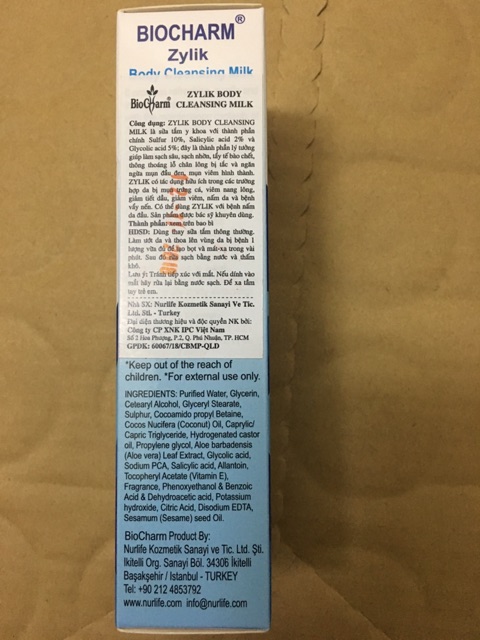 BIOCHARM®
Zylik
Body Cleansing Milk
BioCharm®
ZYLIK BODY
CLEANSING MILK
Công dụng: ZYLIK BODY CLEANSING
MILK là sữa tắm y khoa với thành phần
chính Sulfur 10%, Salicylic acid 2% và
Glycolic acid 5%; đây là thành phần lý tưởng
giúp làm sạch sâu, sạch nhờn, tẩy tế bào chết,
thông thoáng lỗ chân lông bị tắc và ngăn
ngừa mụn đầu đen, mụn viêm hình thành.
ZYLIK có tác dụng hữu ích trong các trường
hợp da bị mụn trứng cá, viêm nang lông,
giảm tiết dầu, giảm viêm, nấm da và bệnh
vẩy nến. Có thể dùng ZYLIK với bệnh nấm
da đầu. Sản phẩm được bác sỹ khuyên dùng.
Thành phần: xem trên bao bì
HDSD: Dùng thay sữa tắm thông thường.
Làm ướt da và thoa lên vùng da bị bệnh 1
lượng vừa đủ để tạo bọt và mát-xa trong vài
phút. Sau đó rửa sạch bằng nước và thấm
khô.
Lưu ý: Tránh tiếp xúc với mắt. Nếu dính vào
mắt hãy rửa lại bằng nước sạch. Để xa tầm
tay trẻ em.
Nhà SX: Nurlife Kozmetik Sanayi Ve Tic.
Ltd. Sti. - Turkey
Đại diện thương hiệu và độc quyền NK bởi:
Công ty CP XNK IPC Việt Nam
Số 2 Hoa Phượng, P.2, Q. Phú Nhuận, TP. HCM
GPDK: 60067/18/CBMP-QLD
*Keep out of the reach of
children. *For external use only.
INGREDIENTS: Purified Water, Glycerin,
Cetearyl Alcohol, Glyceryl Stearate,
Sulphur, Cocoamido propyl Betaine,
Cocos Nucifera (Coconut) Oil, Caprylic/
Capric Triglyceride, Hydrogenated castor
oil, Propylene glycol, Aloe barbadensis
(Aloe vera) Leaf Extract, Glycolic acid,
Sodium PCA, Salicylic acid, Allantoin,
Tocopheryl Acetate (Vitamin E),
Fragrance, Phenoxyethanol & Benzoic
Acid & Dehydroacetic acid, Potassium
hydroxide, Citric Acid, Disodium EDTA,
Sesamum (Sesame) seed Oil.
BioCharm Product By:
Nurlife Kozmetik Sanayi ve Tic. Ltd. Şti.
İkitelli Org. Sanayi Böl. 34306 İkitelli
Başakşehir / Istanbul - TURKEY
Tel: +90 212 4853792
www.nurlife.com info@nurlife.com